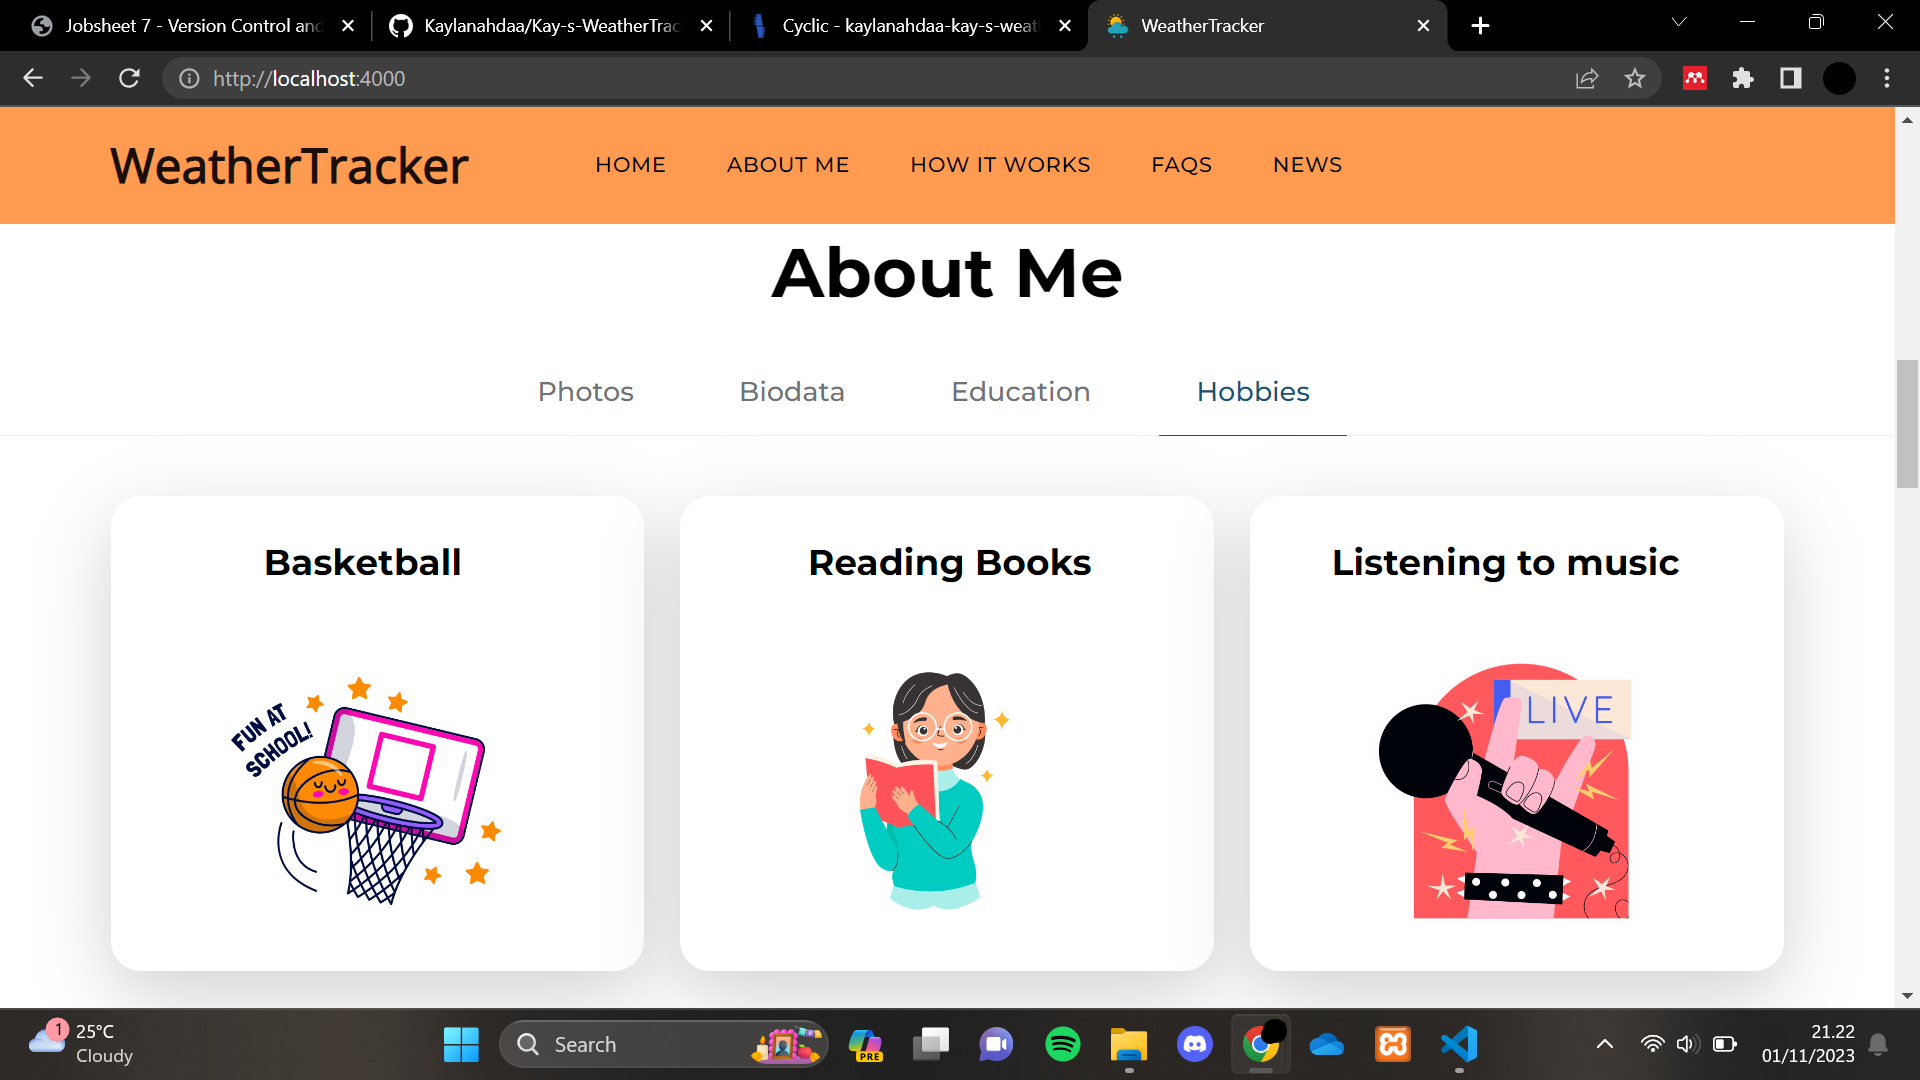 Jobsheet 7 - Version Control and
Kaylanahdaa/Kay-s-WeatherTrac
Cyclic - kaylanahdaa-kay-s-weat
WeatherTracker
http://localhost:4000
WeatherTracker
HOME
ABOUT ME
HOW IT WORKS
FAQS
NEWS
About Me
Photos
Biodata
Education
Hobbies
Basketball
Reading Books
Listening to music
FUN AT
SCHOOL!
LIVE
1
25°C
Cloudy
Search
PRE
21.22
01/11/2023